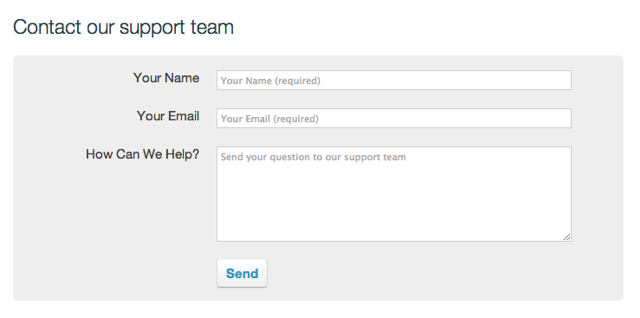 Contact our support team
Your Name
Your Name (required)
Your Email
Your Email (required)
How Can We Help?
Send your question to our support team
Send